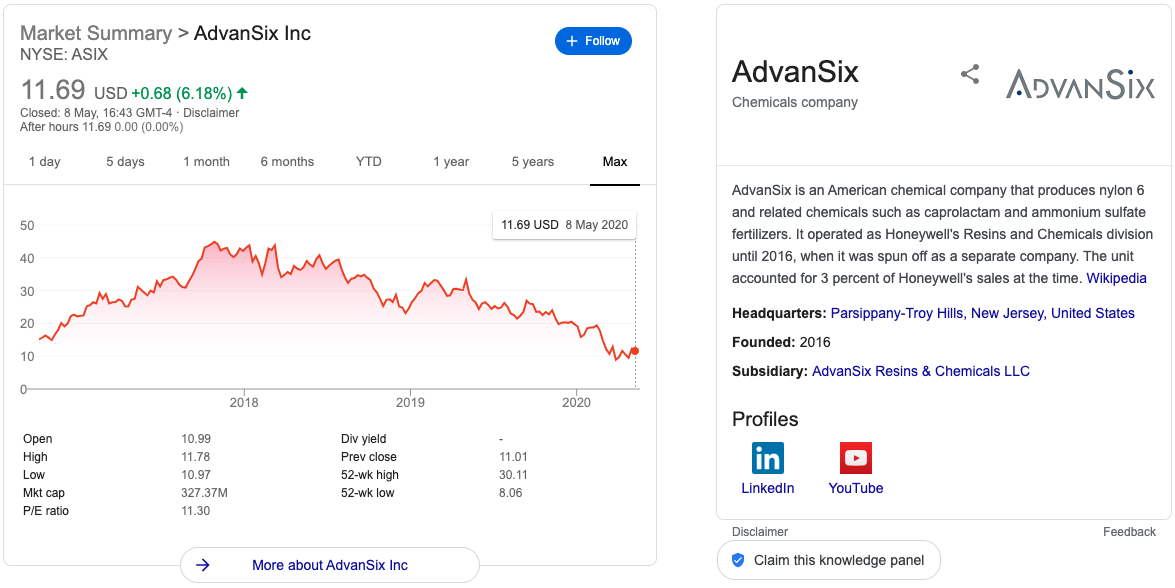 Market Summary > AdvanSix Inc
NYSE: ASIX
Follow
11.69 USD +0.68 (6.18%)
Closed: 8 May, 16:43 GMT-4 · Disclaimer
After hours 11.69 0.00 (0.00%)
1 day 5 days 1 month 6 months YTD 1 year 5 years Max
11.69 USD 8 May 2020
50
40
30
20
10
0
2018 2019 2020
Open 10.99 Div yield -
High 11.78 Prev close 11.01
Low 10.97 52-wk high 30.11
Mkt cap 327.37M 52-wk low 8.06
P/E ratio 11.30
More about AdvanSix Inc
AdvanSix
Chemicals company
ADVANSIX
AdvanSix is an American chemical company that produces nylon 6
and related chemicals such as caprolactam and ammonium sulfate
fertilizers. It operated as Honeywell's Resins and Chemicals division
until 2016, when it was spun off as a separate company. The unit
accounted for 3 percent of Honeywell's sales at the time. Wikipedia
Headquarters: Parsippany-Troy Hills, New Jersey, United States
Founded: 2016
Subsidiary: AdvanSix Resins & Chemicals LLC
Profiles
in
LinkedIn YouTube
Disclaimer Feedback
Claim this knowledge panel